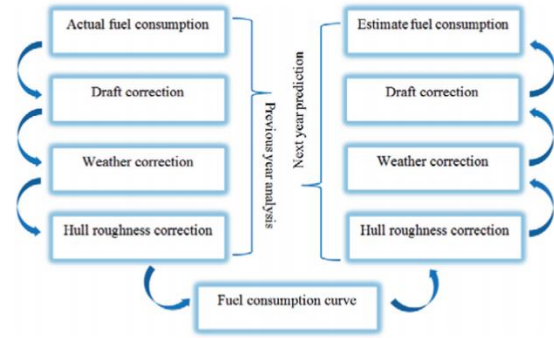 Actual fuel consumption
Draft correction
Weather correction
Hull roughness correction
Previous year analysis
Next year prediction
Estimate fuel consumption
Draft correction
Weather correction
Hull roughness correction
Fuel consumption curve